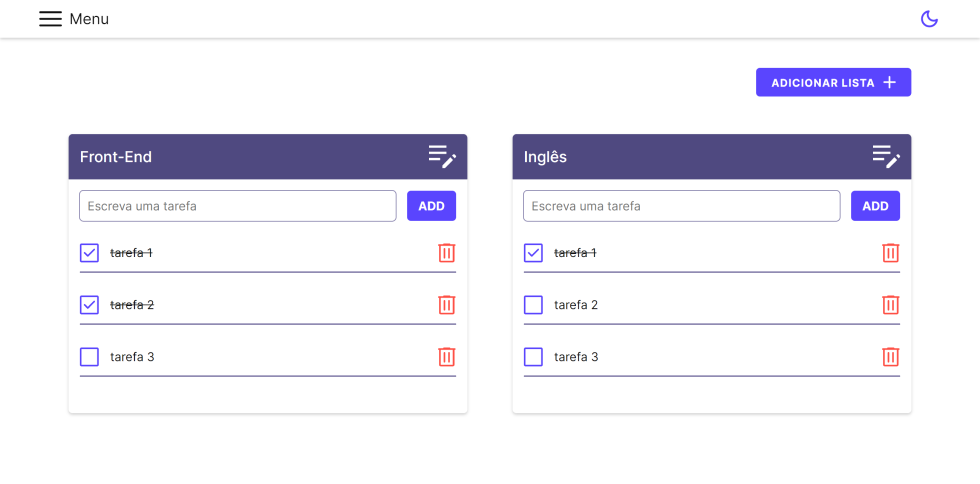 Menu
ADICIONAR LISTA
Front-End
Escreva uma tarefa
ADD
tarefa 1
tarefa 2
tarefa 3
Inglês
Escreva uma tarefa
ADD
tarefa 1
tarefa 2
tarefa 3